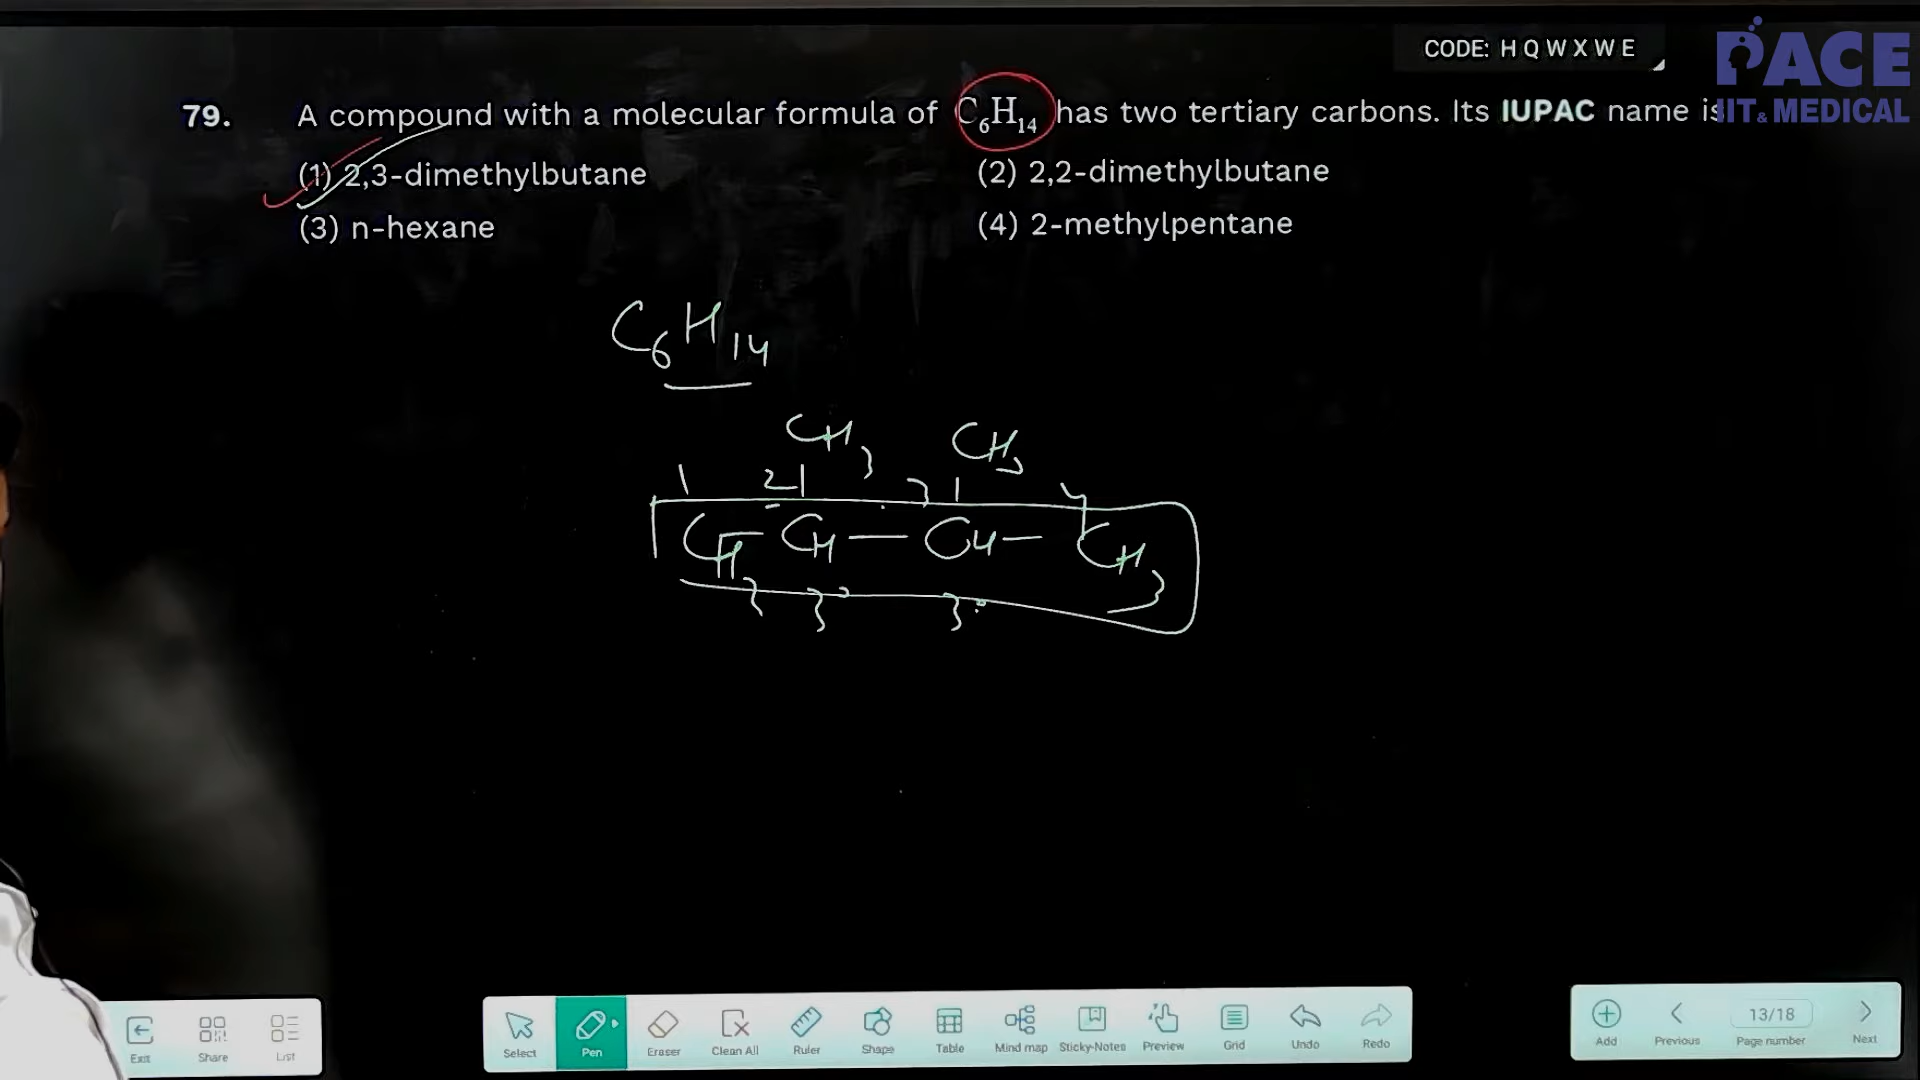 CODE: H Q W X W E
PACE
IIT & MEDICAL
79. A compound with a molecular formula of C₆H₁₄ has two tertiary carbons. Its IUPAC name is
(1) 2,3-dimethylbutane (2) 2,2-dimethylbutane
(3) n-hexane (4) 2-methylpentane
C₆H₁₄
CH₃ CH₃
1 2 3 4
CH₃ - CH - CH - CH₃
3° 3°
Exit Share List Select Pen Eraser Clean All Ruler Shape Table Mind map Sticky-Notes Preview Grid Undo Redo Add Previous 13/18 Page number Next